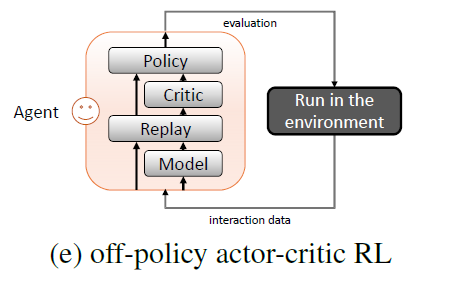 evaluation
Policy
Critic
Agent
Replay
Model
Run in the
environment
interaction data
(e) off-policy actor-critic RL